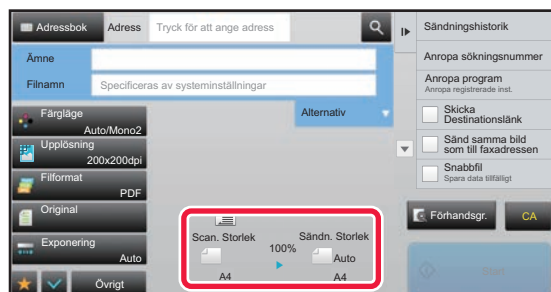 Adressbok
Adress
Tryck för att ange adress
Ämne
Filnamn
Specificeras av systeminställningar
Färgläge
Auto/Mono2
Upplösning
200x200dpi
Filformat
PDF
Original
Exponering
Auto
Övrigt
Alternativ
Scan. Storlek
A4
100%
Sändn. Storlek
Auto
A4
Sändningshistorik
Anropa sökningsnummer
Anropa program
Anropa registrerade inst.
Skicka
Destinationslänk
Sänd samma bild
som till faxadressen
Snabbfil
Spara data tillfälligt
Förhandsgr.
CA
Start